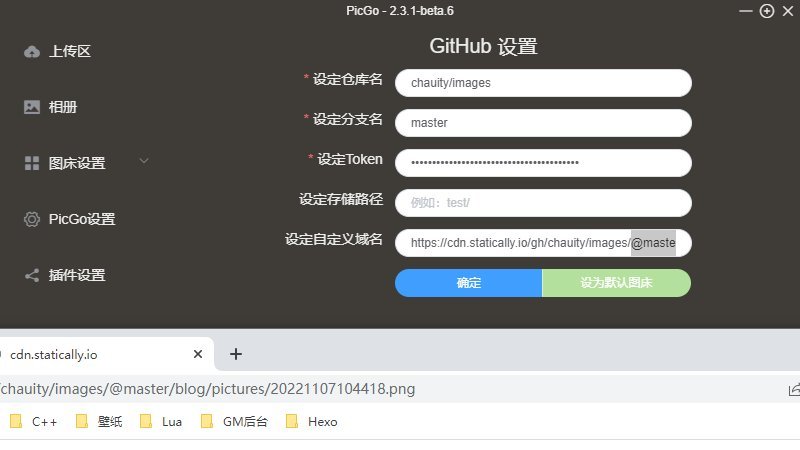 PicGo - 2.3.1-beta.6
上传区
相册
图床设置
PicGo设置
插件设置
GitHub 设置
* 设定仓库名 chauity/images
* 设定分支名 master
* 设定Token ••••••••••••••••••••••••••••••••••••••••
设定存储路径 例如：test/
设定自定义域名 https://cdn.statically.io/gh/chauity/images/@maste
确定 设为默认图床
cdn.statically.io
/chauity/images/@master/blog/pictures/20221107104418.png
C++ 壁纸 Lua GM后台 Hexo